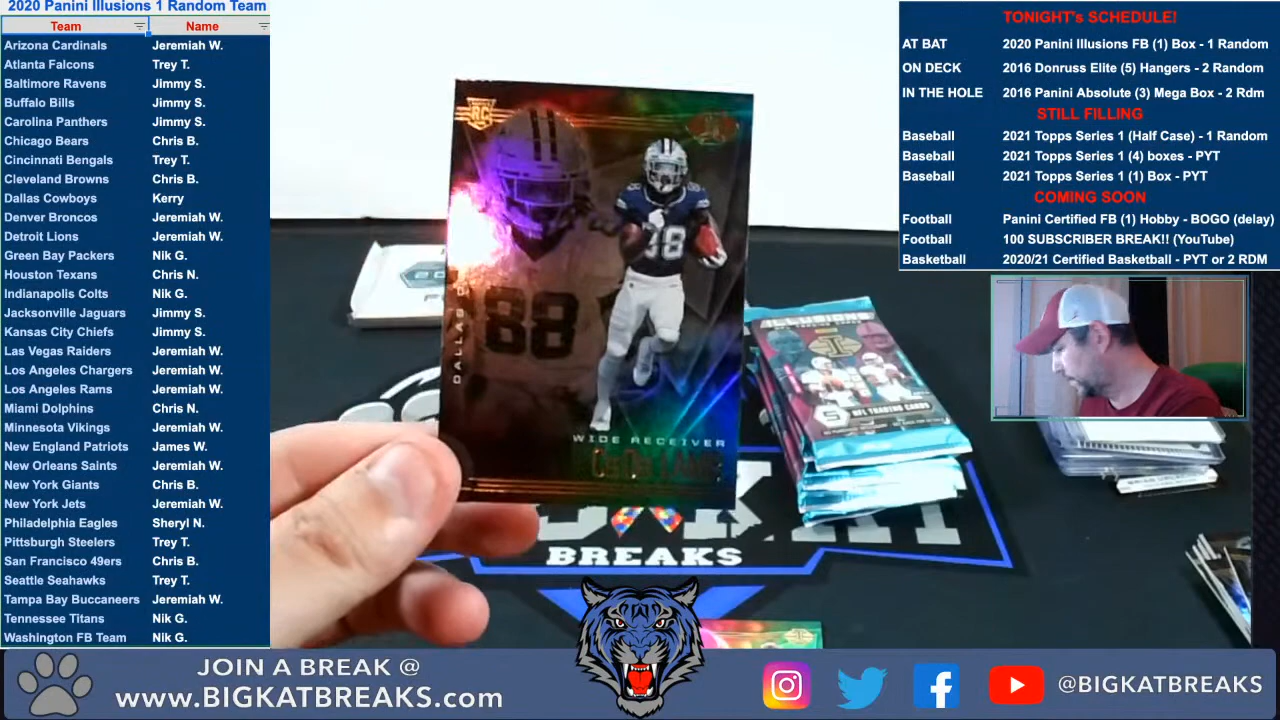 2020 Panini Illusions 1 Random Team
Team Name
Arizona Cardinals Jeremiah W.
Atlanta Falcons Trey T.
Baltimore Ravens Jimmy S.
Buffalo Bills Jimmy S.
Carolina Panthers Jimmy S.
Chicago Bears Chris B.
Cincinnati Bengals Trey T.
Cleveland Browns Chris B.
Dallas Cowboys Kerry
Denver Broncos Jeremiah W.
Detroit Lions Jeremiah W.
Green Bay Packers Nik G.
Houston Texans Chris N.
Indianapolis Colts Nik G.
Jacksonville Jaguars Jimmy S.
Kansas City Chiefs Jimmy S.
Las Vegas Raiders Jeremiah W.
Los Angeles Chargers Jeremiah W.
Los Angeles Rams Jeremiah W.
Miami Dolphins Chris N.
Minnesota Vikings Jeremiah W.
New England Patriots James W.
New Orleans Saints Jeremiah W.
New York Giants Chris B.
New York Jets Jeremiah W.
Philadelphia Eagles Sheryl N.
Pittsburgh Steelers Trey T.
San Francisco 49ers Chris B.
Seattle Seahawks Trey T.
Tampa Bay Buccaneers Jeremiah W.
Tennessee Titans Nik G.
Washington FB Team Nik G.
RC
88
88
DALLAS
WIDE RECEIVER
CeeDee Lamb
ILLUSIONS
5 NFL TRADING CARDS
BREAKS
TONIGHT's SCHEDULE!
AT BAT 2020 Panini Illusions FB (1) Box - 1 Random
ON DECK 2016 Donruss Elite (5) Hangers - 2 Random
IN THE HOLE 2016 Panini Absolute (3) Mega Box - 2 Rdm
STILL FILLING
Baseball 2021 Topps Series 1 (Half Case) - 1 Random
Baseball 2021 Topps Series 1 (4) boxes - PYT
Baseball 2021 Topps Series 1 (1) Box - PYT
COMING SOON
Football Panini Certified FB (1) Hobby - BOGO (delay)
Football 100 SUBSCRIBER BREAK!! (YouTube)
Basketball 2020/21 Certified Basketball - PYT or 2 RDM
JOIN A BREAK @
www.BIGKATBREAKS.com
@BIGKATBREAKS